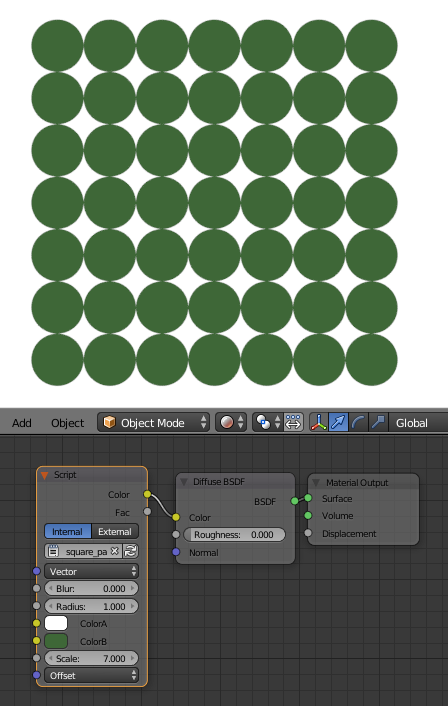 Add Object Object Mode Global
Script
Color
Fac
Internal External
square_pa
Vector
Blur: 0.000
Radius: 1.000
ColorA
ColorB
Scale: 7.000
Offset
Diffuse BSDF
BSDF
Color
Roughness: 0.000
Normal
Material Output
Surface
Volume
Displacement